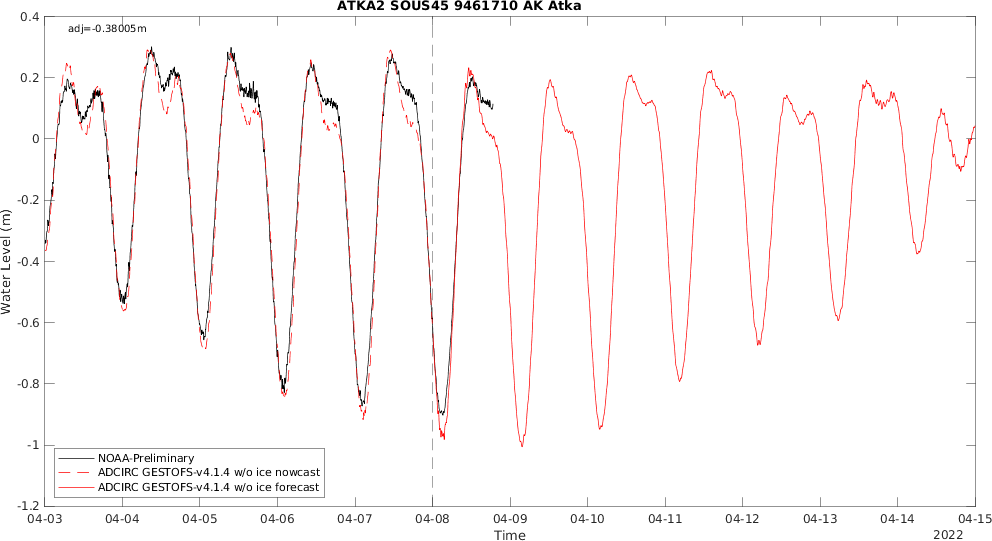 ATKA2 SOUS45 9461710 AK Atka
adj=-0.38005m
0.4
0.2
0
-0.2
-0.4
-0.6
-0.8
-1
-1.2
Water Level (m)
NOAA-Preliminary
ADCIRC GESTOFS-v4.1.4 w/o ice nowcast
ADCIRC GESTOFS-v4.1.4 w/o ice forecast
04-03 04-04 04-05 04-06 04-07 04-08 04-09 04-10 04-11 04-12 04-13 04-14 04-15
Time
2022